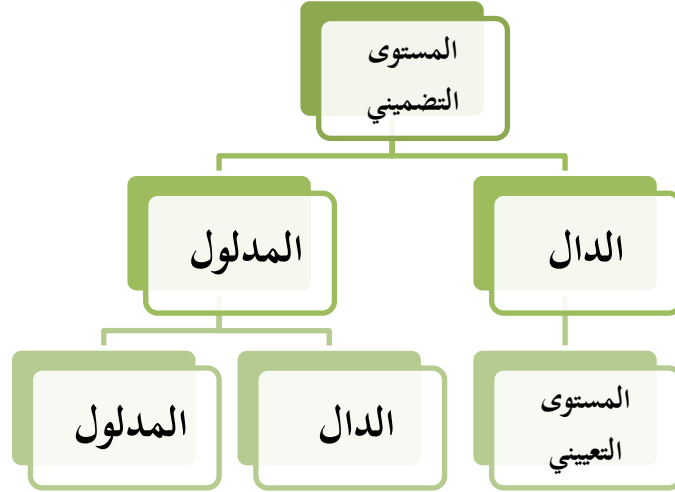 المستوى
التضميني
الدال
المدلول
المستوى
التعييني
الدال
المدلول